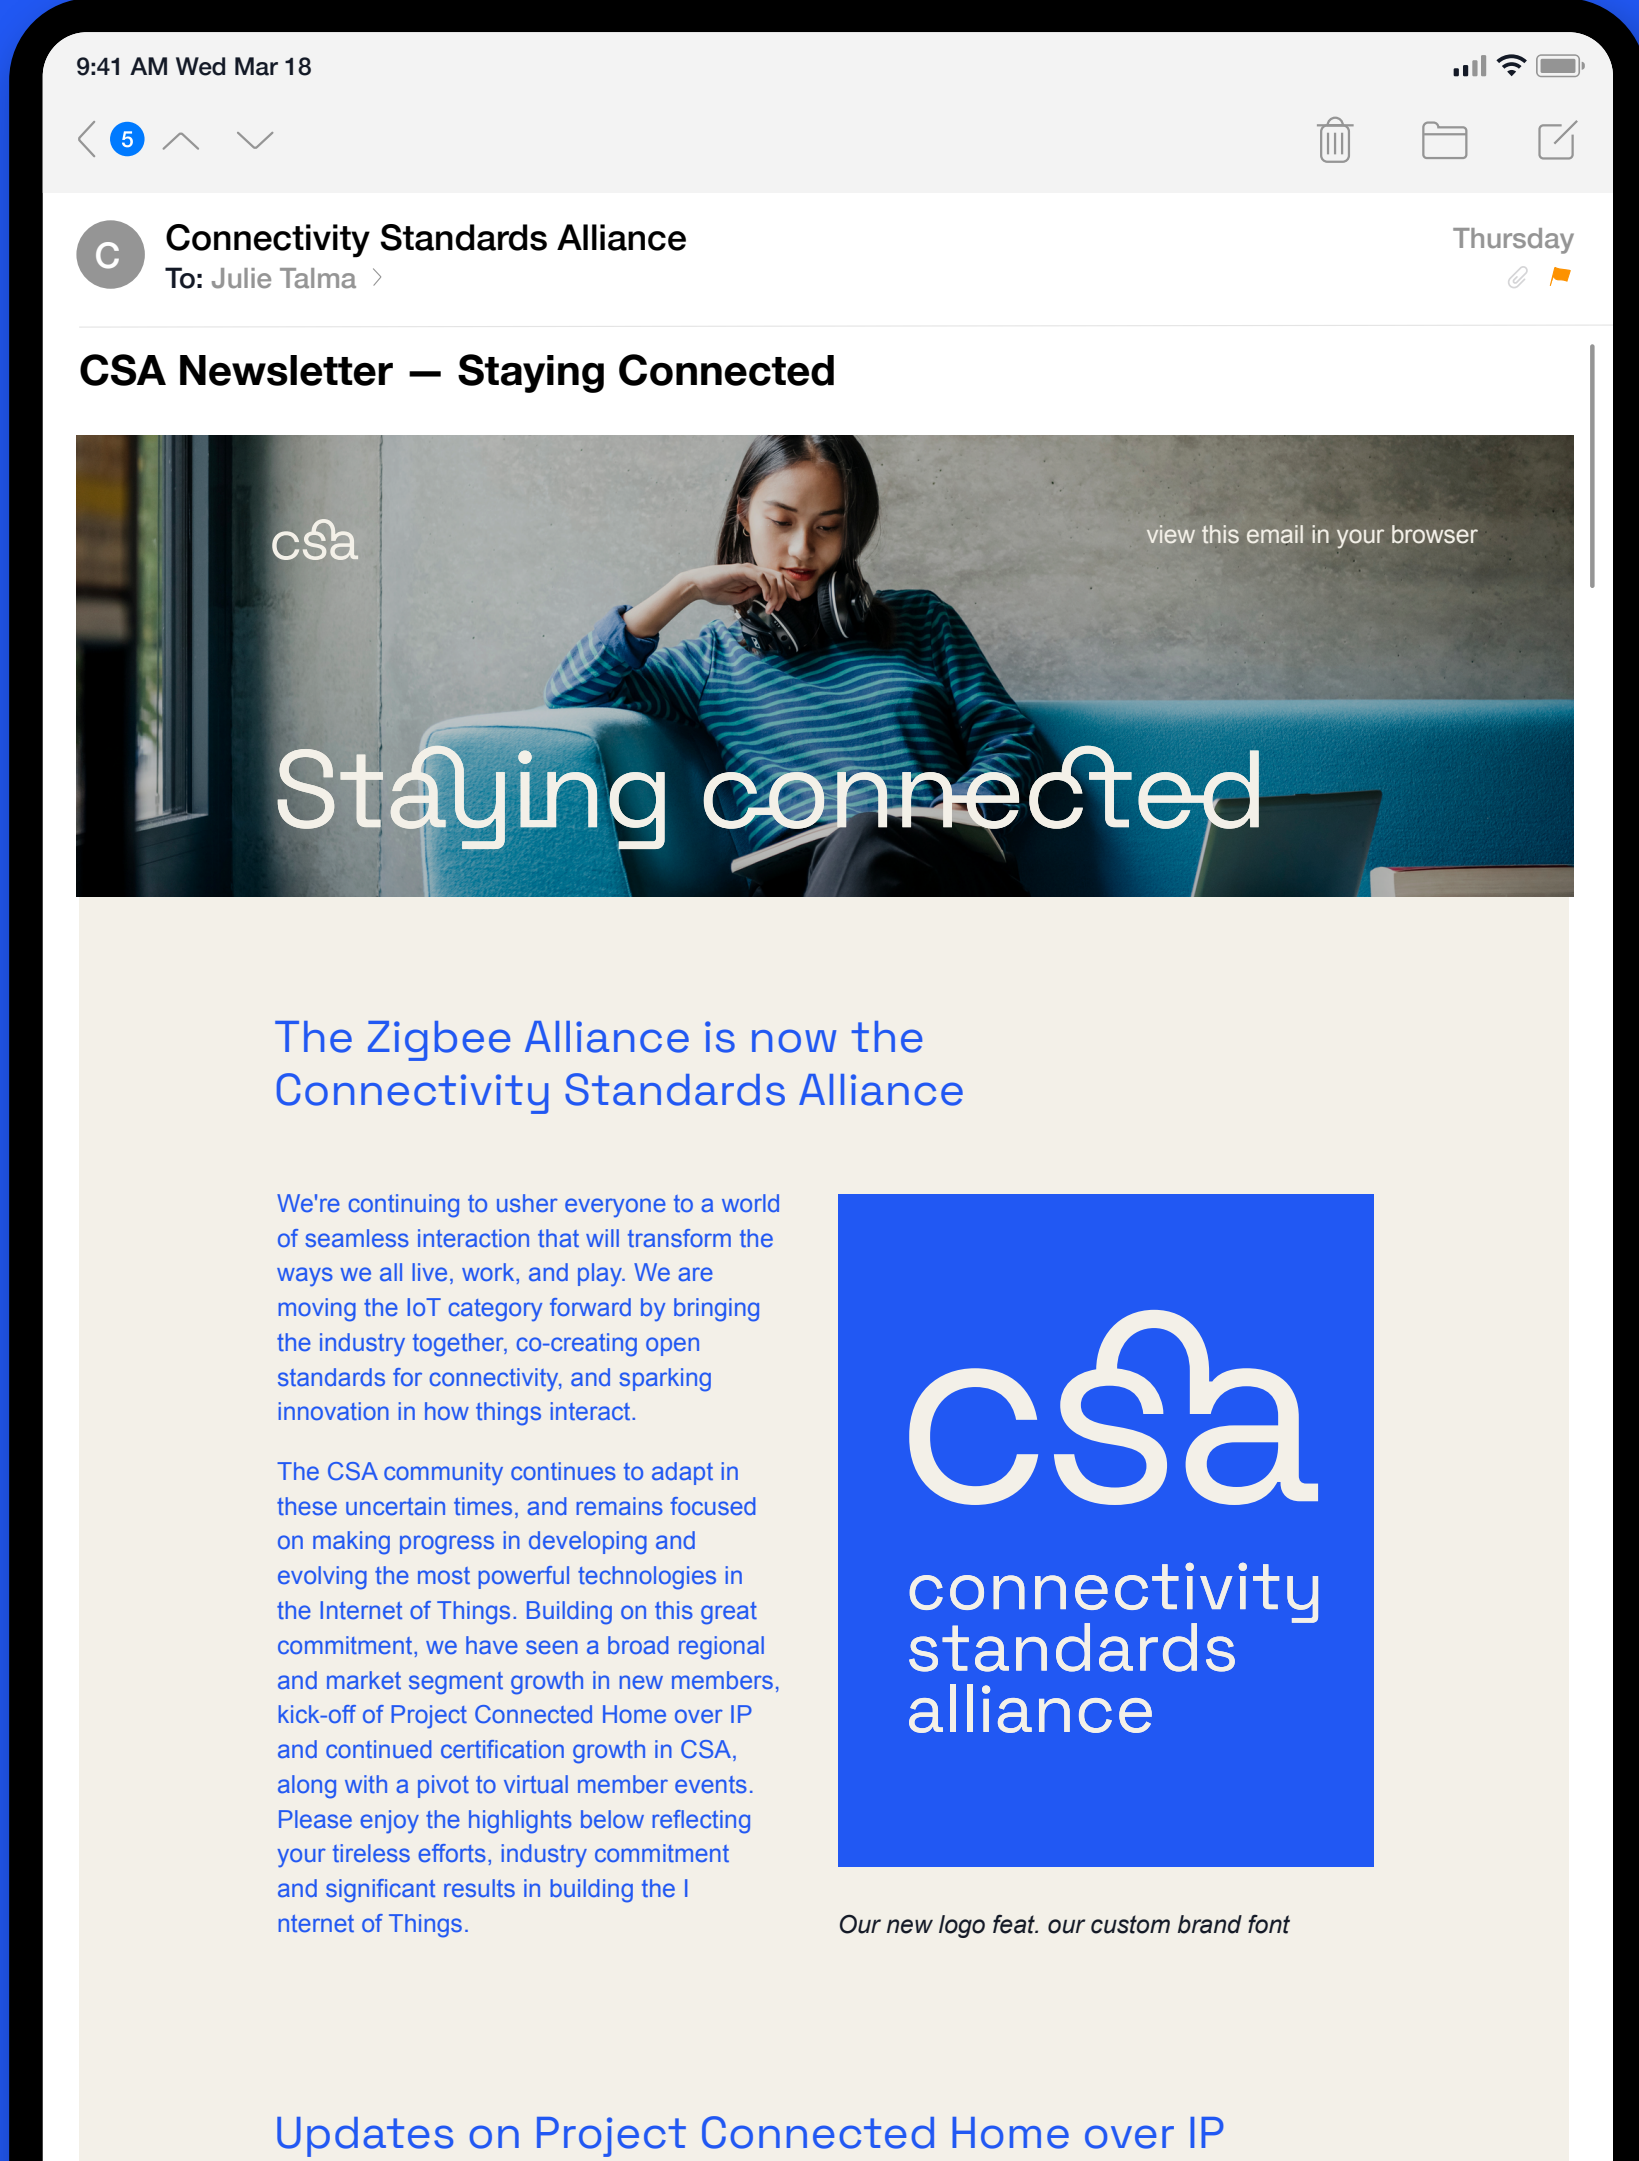 9:41 AM Wed Mar 18
5
C
Connectivity Standards Alliance
Thursday
To: Julie Talma
CSA Newsletter — Staying Connected
csa
view this email in your browser
Staying connected
The Zigbee Alliance is now the
Connectivity Standards Alliance
We're continuing to usher everyone to a world
of seamless interaction that will transform the
ways we all live, work, and play. We are
moving the IoT category forward by bringing
the industry together, co-creating open
standards for connectivity, and sparking
innovation in how things interact.
The CSA community continues to adapt in
these uncertain times, and remains focused
on making progress in developing and
evolving the most powerful technologies in
the Internet of Things. Building on this great
commitment, we have seen a broad regional
and market segment growth in new members,
kick-off of Project Connected Home over IP
and continued certification growth in CSA,
along with a pivot to virtual member events.
Please enjoy the highlights below reflecting
your tireless efforts, industry commitment
and significant results in building the I
nternet of Things.
csa
connectivity
standards
alliance
Our new logo feat. our custom brand font
Updates on Project Connected Home over IP